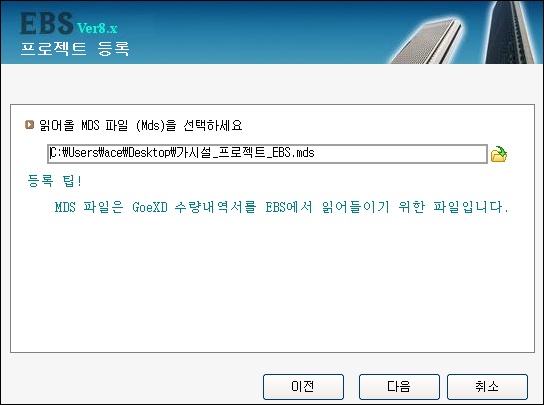 EBS Ver8.x
프로젝트 등록
읽어올 MDS 파일 (Mds)을 선택하세요
C:\Users\ace\Desktop\가시설_프로젝트_EBS.mds
등록 팁!
MDS 파일은 GoeXD 수량내역서를 EBS에서 읽어들이기 위한 파일입니다.
이전
다음
취소